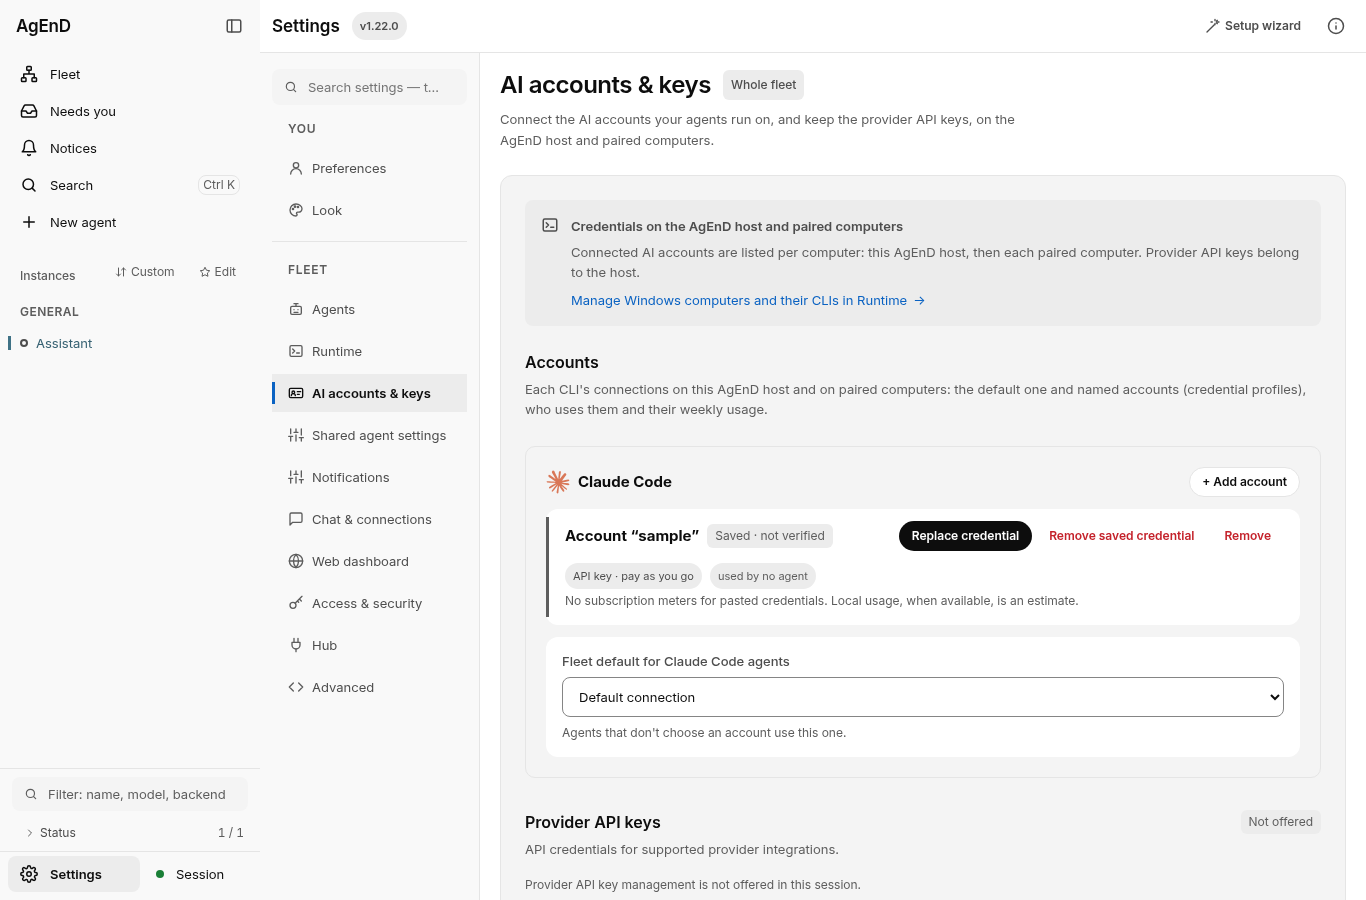 AgEnD
Fleet
Needs you
Notices
Search
Ctrl K
New agent
Instances
Custom
Edit
GENERAL
Assistant
Filter: name, model, backend
Status
1 / 1
Settings
Session
Settings
v1.22.0
Setup wizard
Search settings — t...
YOU
Preferences
Look
FLEET
Agents
Runtime
AI accounts & keys
Shared agent settings
Notifications
Chat & connections
Web dashboard
Access & security
Hub
Advanced
AI accounts & keys
Whole fleet
Connect the AI accounts your agents run on, and keep the provider API keys, on the
AgEnD host and paired computers.
Credentials on the AgEnD host and paired computers
Connected AI accounts are listed per computer: this AgEnD host, then each paired computer. Provider API keys belong
to the host.
Manage Windows computers and their CLIs in Runtime →
Accounts
Each CLI's connections on this AgEnD host and on paired computers: the default one and named accounts (credential profiles),
who uses them and their weekly usage.
Claude Code
+ Add account
Account “sample”
Saved · not verified
Replace credential
Remove saved credential
Remove
API key · pay as you go
used by no agent
No subscription meters for pasted credentials. Local usage, when available, is an estimate.
Fleet default for Claude Code agents
Default connection
Agents that don't choose an account use this one.
Provider API keys
Not offered
API credentials for supported provider integrations.
Provider API key management is not offered in this session.